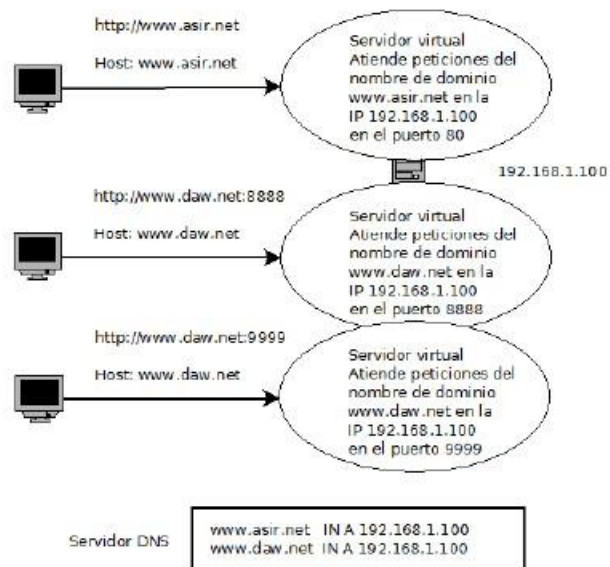 http://www.asir.net
Host: www.asir.net
Servidor virtual
Atiende peticiones del
nombre de dominio
www.asir.net en la
IP 192.168.1.100
en el puerto 80
192.168.1.100
http://www.daw.net:8888
Host: www.daw.net
Servidor virtual
Atiende peticiones del
nombre de dominio
www.daw.net en la
IP 192.168.1.100
en el puerto 8888
http://www.daw.net:9999
Host: www.daw.net
Servidor virtual
Atiende peticiones del
nombre de dominio
www.daw.net en la
IP 192.168.1.100
en el puerto 9999
Servidor DNS
www.asir.net IN A 192.168.1.100
www.daw.net IN A 192.168.1.100